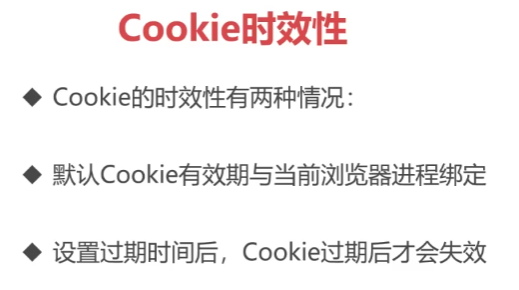 Cookie时效性
◆ Cookie的时效性有两种情况：
◆ 默认Cookie有效期与当前浏览器进程绑定
◆ 设置过期时间后，Cookie过期后才会失效